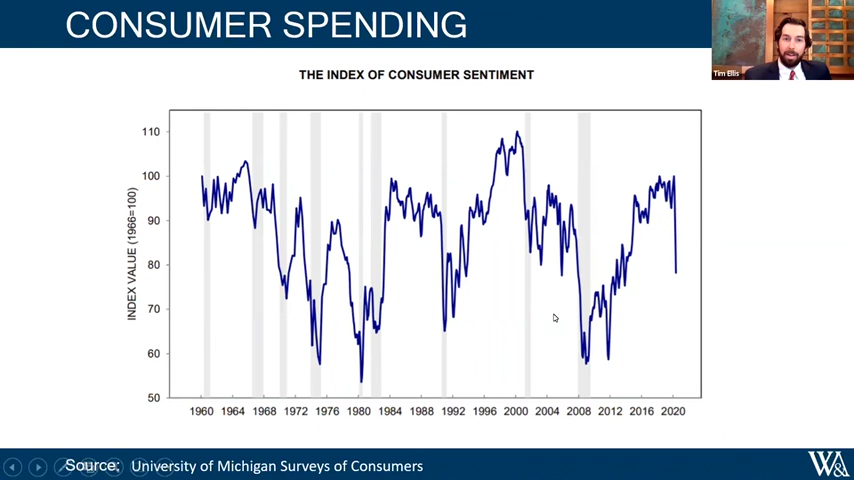 CONSUMER SPENDING
Tim Ellis
THE INDEX OF CONSUMER SENTIMENT
INDEX VALUE (1966=100)
110
100
90
80
70
60
50
1960 1964 1968 1972 1976 1980 1984 1988 1992 1996 2000 2004 2008 2012 2016 2020
Source: University of Michigan Surveys of Consumers
W&A